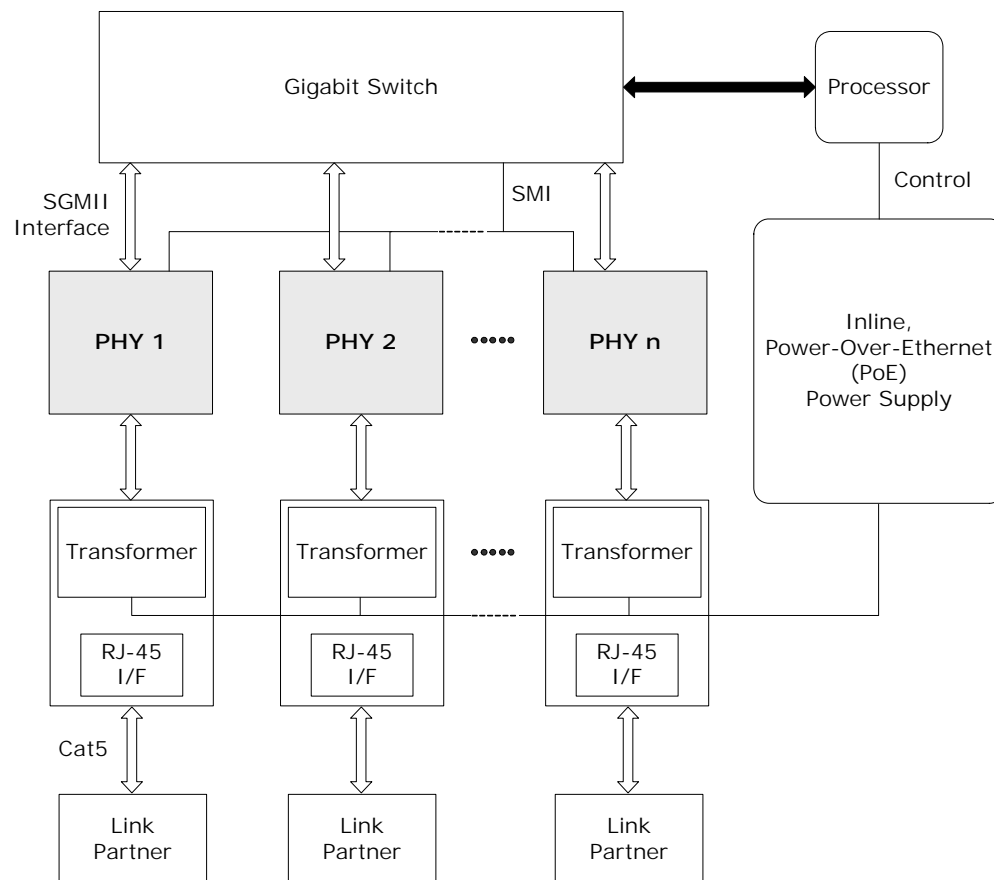 Gigabit Switch
Processor
SGMII
Interface
SMI
Control
PHY 1
PHY 2
PHY n
Inline,
Power-Over-Ethernet
(PoE)
Power Supply
Transformer
Transformer
Transformer
RJ-45
I/F
RJ-45
I/F
RJ-45
I/F
Cat5
Link
Partner
Link
Partner
Link
Partner